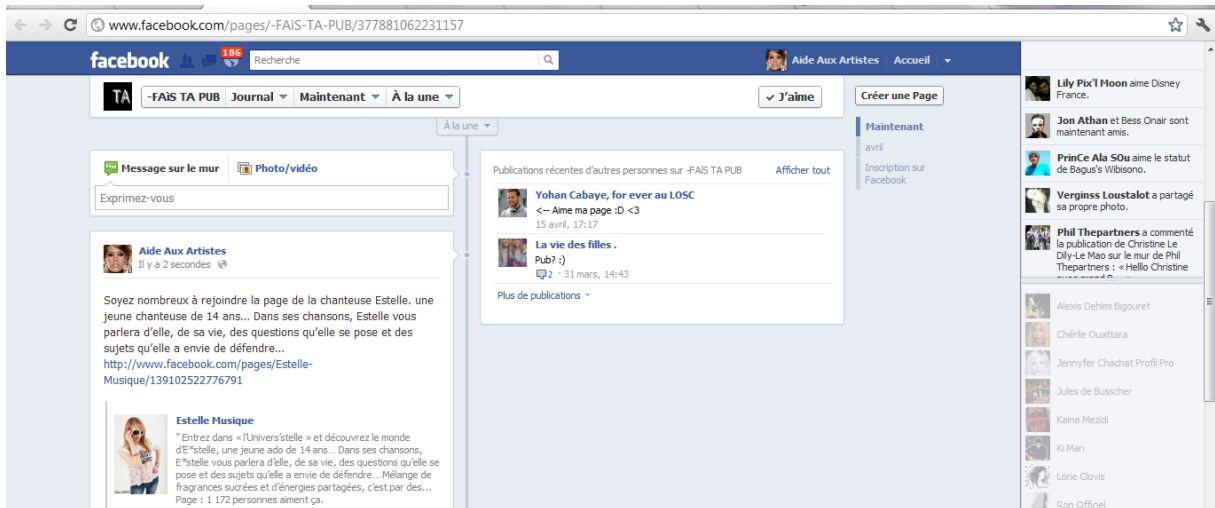 www.facebook.com/pages/-FAiS-TA-PUB/377881062231157
facebook
186
Recherche
Aide Aux Artistes
Accueil
TA
-FAiS TA PUB
Journal
Maintenant
À la une
J'aime
Créer une Page
À la une
Maintenant
avril
Inscription sur
Facebook
Message sur le mur
Photo/vidéo
Exprimez-vous
Aide Aux Artistes
Il y a 2 secondes
Soyez nombreux à rejoindre la page de la chanteuse Estelle. une
jeune chanteuse de 14 ans... Dans ses chansons, Estelle vous
parlera d'elle, de sa vie, des questions qu'elle se pose et des
sujets qu'elle a envie de défendre...
http://www.facebook.com/pages/Estelle-
Musique/139102522776791
Estelle Musique
"Entrez dans «l'Univers'stelle » et découvrez le monde
d'E*stelle, une jeune ado de 14 ans... Dans ses chansons,
E*stelle vous parlera d'elle, de sa vie, des questions qu'elle se
pose et des sujets qu'elle a envie de défendre... Mélange de
fragrances sucrées et d'énergies partagées, c'est par des...
Page : 1 172 personnes aiment ça.
Publications récentes d'autres personnes sur -FAiS TA PUB
Afficher tout
Yohan Cabaye, for ever au LOSC
<-- Aime ma page :D <3
15 avril, 17:17
La vie des filles .
Pub? :)
2 · 31 mars, 14:43
Plus de publications
Lily Pix'l Moon aime Disney
France.
Jon Athan et Bess Onair sont
maintenant amis.
PrinCe Ala SOu aime le statut
de Bagus's Wibisono.
Verginss Loustalot a partagé
sa propre photo.
Phil Thepartners a commenté
la publication de Christine Le
Dily-Le Mao sur le mur de Phil
Thepartners : «Helllo Christine
Alexis Dehimi Bigouret
Chérile Ouattara
Jennyfer Chachat Profil Pro
Jules de Busscher
Kaina Mezidi
Ki Man
Lorie Clovis
Ron Officiel